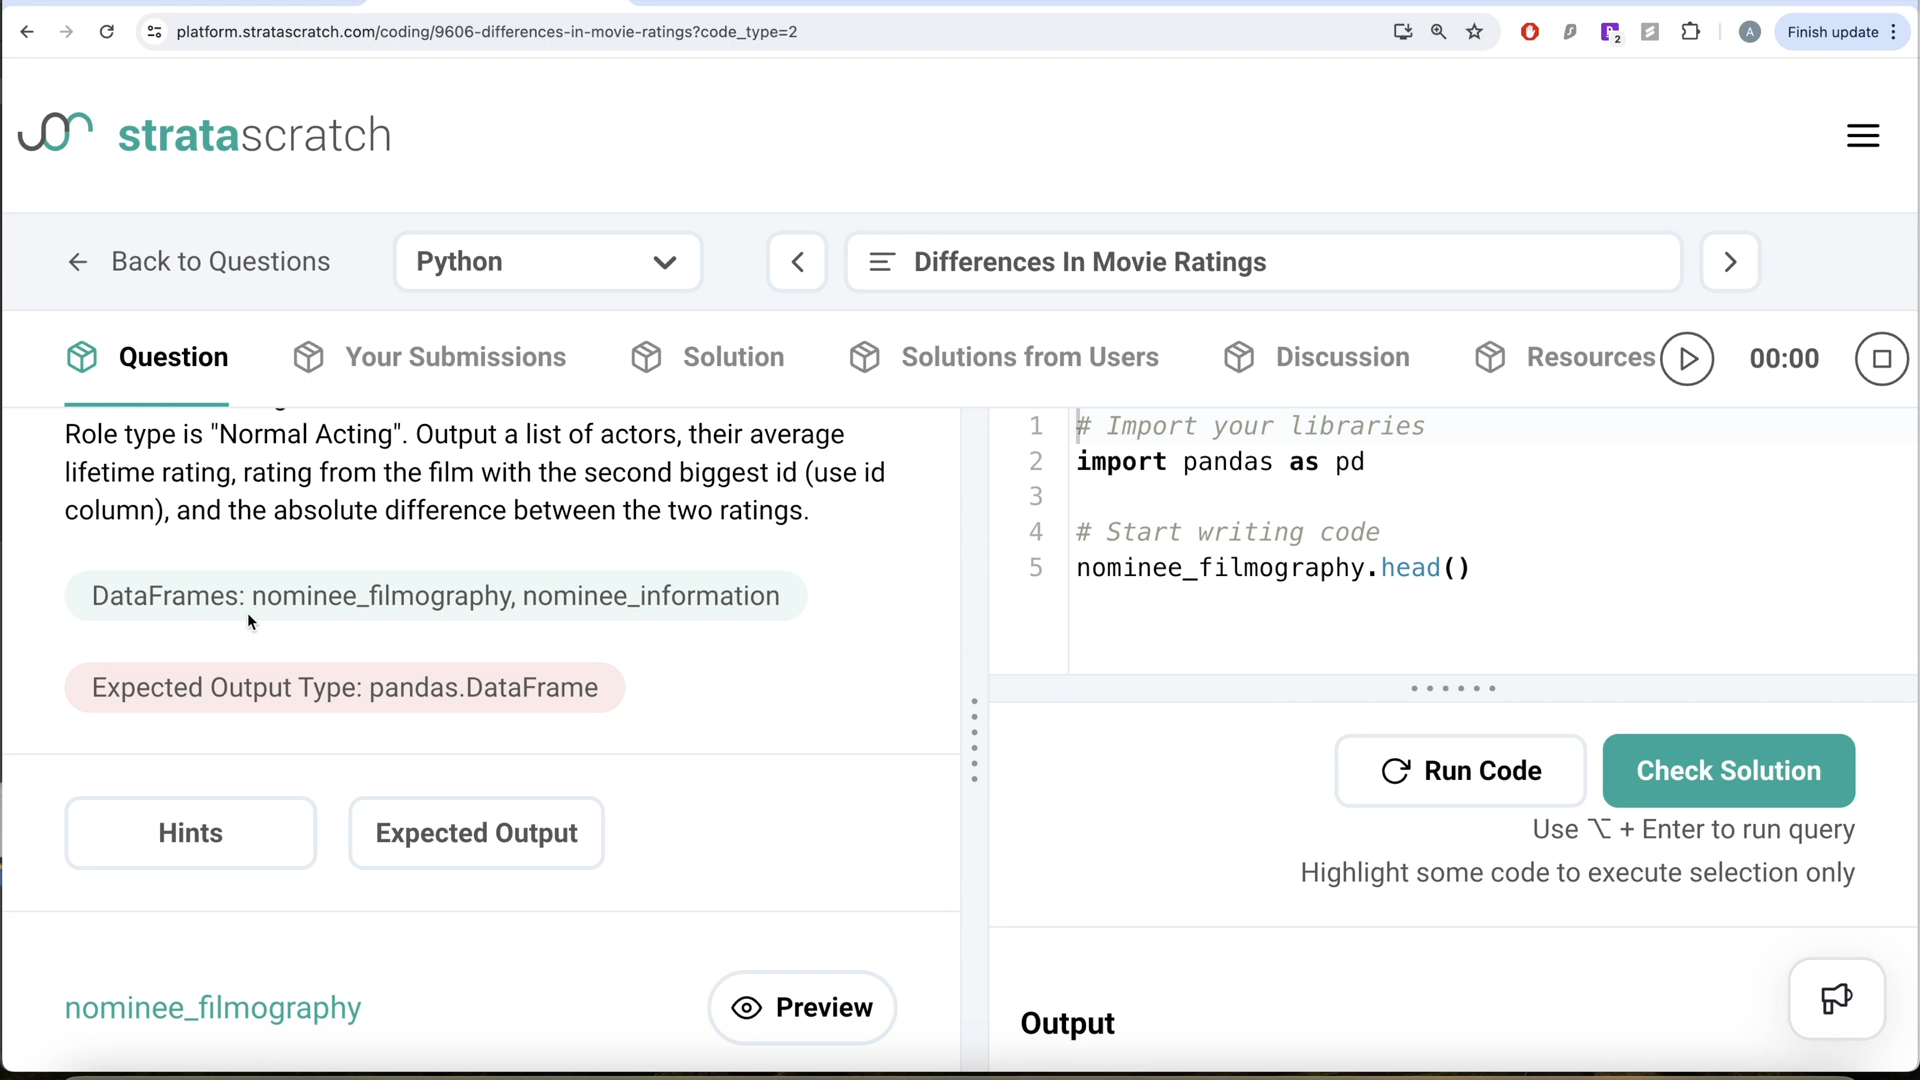 platform.stratascratch.com/coding/9606-differences-in-movie-ratings?code_type=2
2
A
Finish update
stratascratch
Back to Questions
Python
Differences In Movie Ratings
Question
Your Submissions
Solution
Solutions from Users
Discussion
Resources
00:00
Role type is "Normal Acting". Output a list of actors, their average
lifetime rating, rating from the film with the second biggest id (use id
column), and the absolute difference between the two ratings.
DataFrames: nominee_filmography, nominee_information
Expected Output Type: pandas.DataFrame
Hints
Expected Output
nominee_filmography
Preview
1 # Import your libraries
2 import pandas as pd
3
4 # Start writing code
5 nominee_filmography.head()
Run Code
Check Solution
Use ⌥ + Enter to run query
Highlight some code to execute selection only
Output